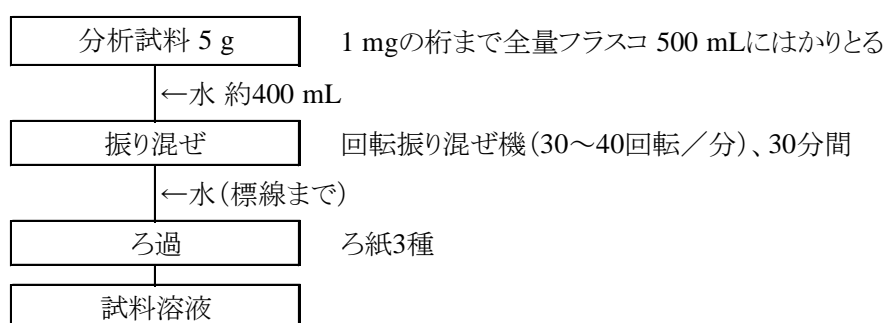 分析試料 5 g 1 mgの桁まで全量フラスコ 500 mLにはかりとる
←水 約400 mL
振り混ぜ 回転振り混ぜ機（30～40回転／分）、30分間
←水（標線まで）
ろ過 ろ紙3種
試料溶液